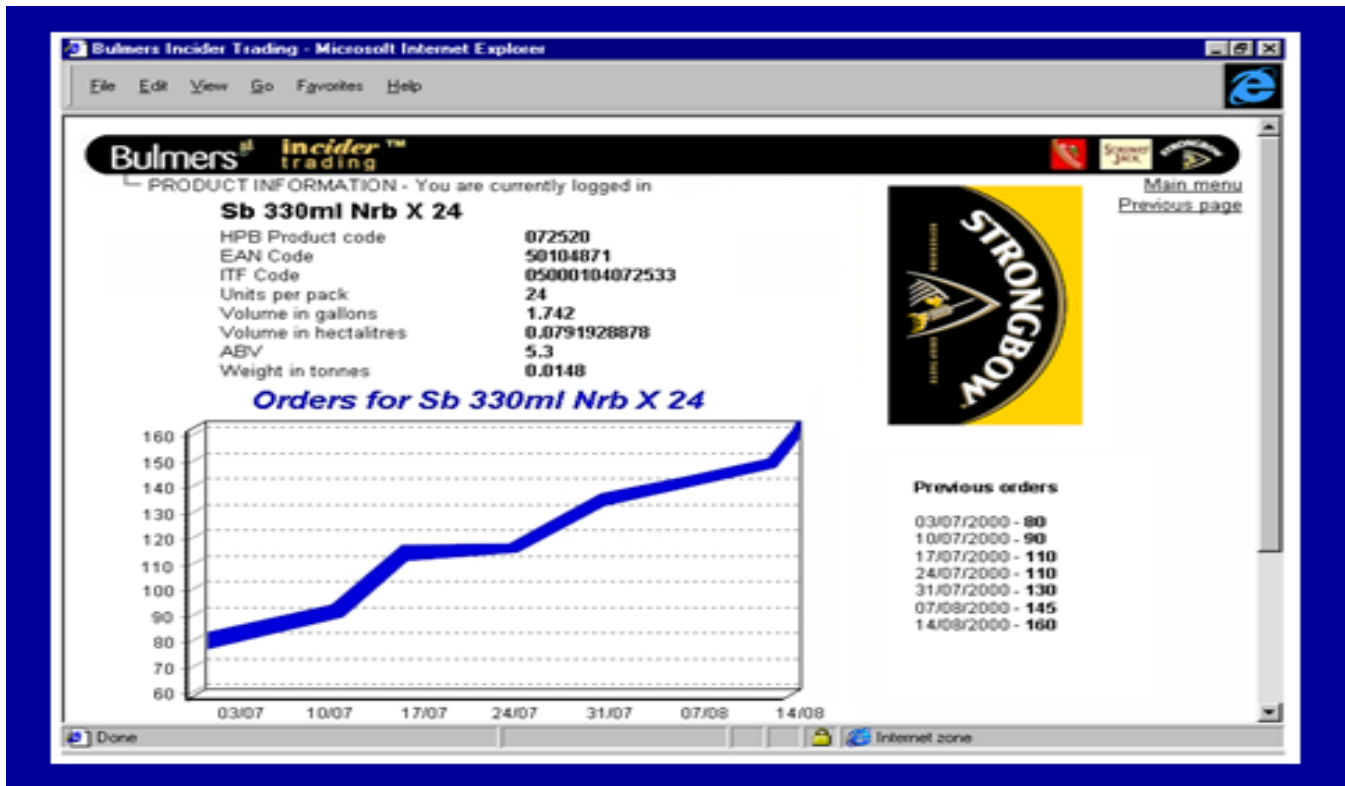 Bulmers Incider Trading - Microsoft Internet Explorer
File Edit View Go Favorites Help
Bulmers incider™ trading
SCRUMPY JACK
STRONGBOW
PRODUCT INFORMATION - You are currently logged in
Main menu
Previous page
Sb 330ml Nrb X 24
HPB Product code 072520
EAN Code 50104871
ITF Code 05000104072533
Units per pack 24
Volume in gallons 1.742
Volume in hectalitres 0.0791928878
ABV 5.3
Weight in tonnes 0.0148
STRONGBOW
Orders for Sb 330ml Nrb X 24
160
150
140
130
120
110
100
90
80
70
60
03/07 10/07 17/07 24/07 31/07 07/08 14/08
Previous orders
03/07/2000 - 80
10/07/2000 - 90
17/07/2000 - 110
24/07/2000 - 110
31/07/2000 - 130
07/08/2000 - 145
14/08/2000 - 160
Done
Internet zone